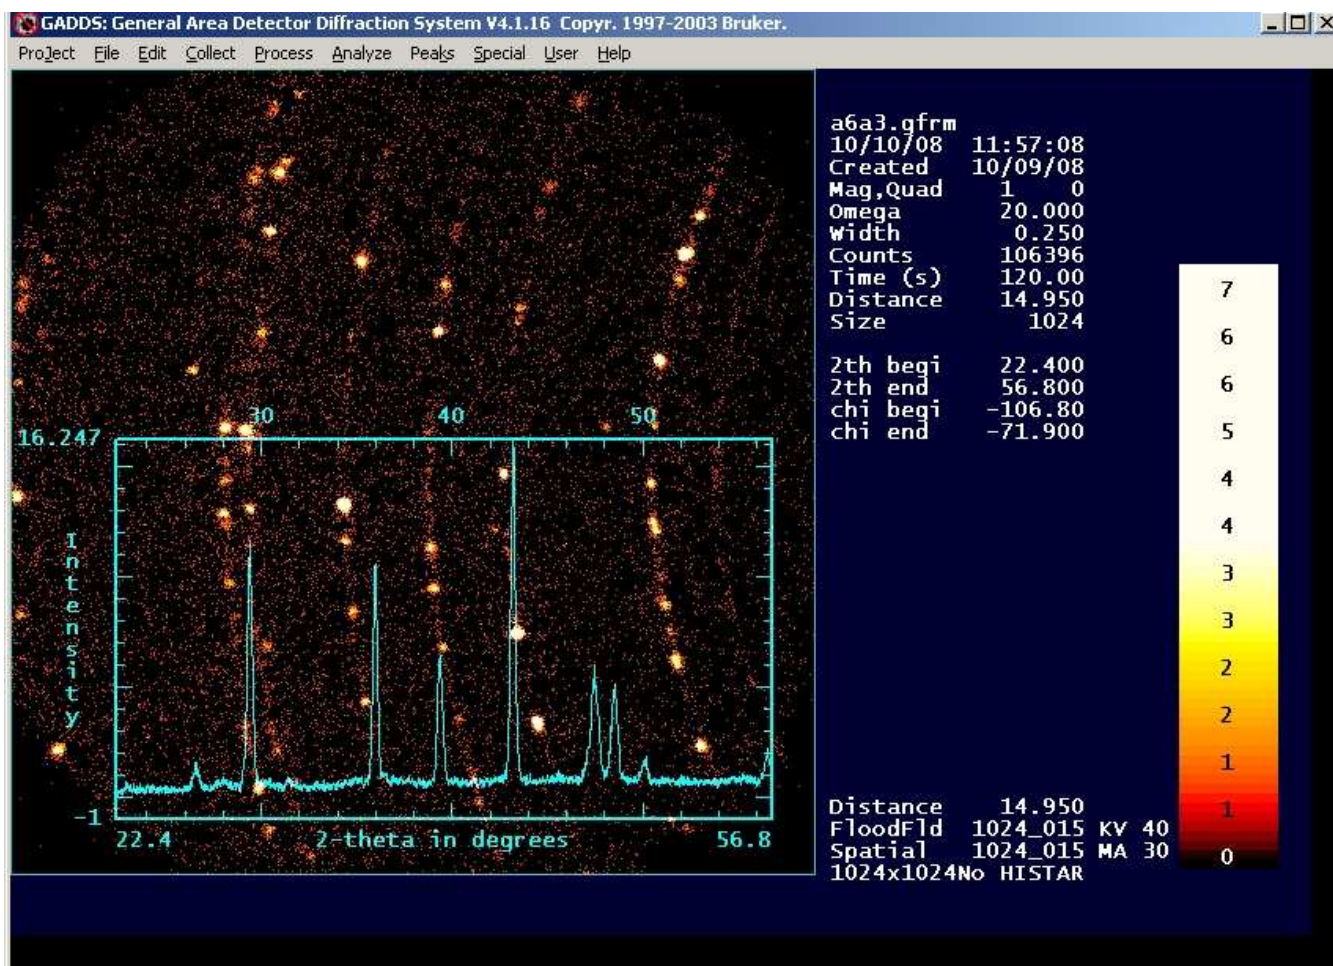 GADDS: General Area Detector Diffraction System V4.1.16 Copyr. 1997-2003 Bruker.
Project File Edit Collect Process Analyze Peaks Special User Help
a6a3.gfrm
10/10/08 11:57:08
Created 10/09/08
Mag,Quad 1 0
Omega 20.000
Width 0.250
Counts 106396
Time (s) 120.00
Distance 14.950
Size 1024
2th begi 22.400
2th end 56.800
chi begi -106.80
chi end -71.900
30 40 50
16.247
Intensity
-1
22.4 2-theta in degrees 56.8
7
6
6
5
4
4
3
3
2
2
1
1
0
Distance 14.950
FloodFld 1024_015 KV 40
Spatial 1024_015 MA 30
1024x1024No HISTAR